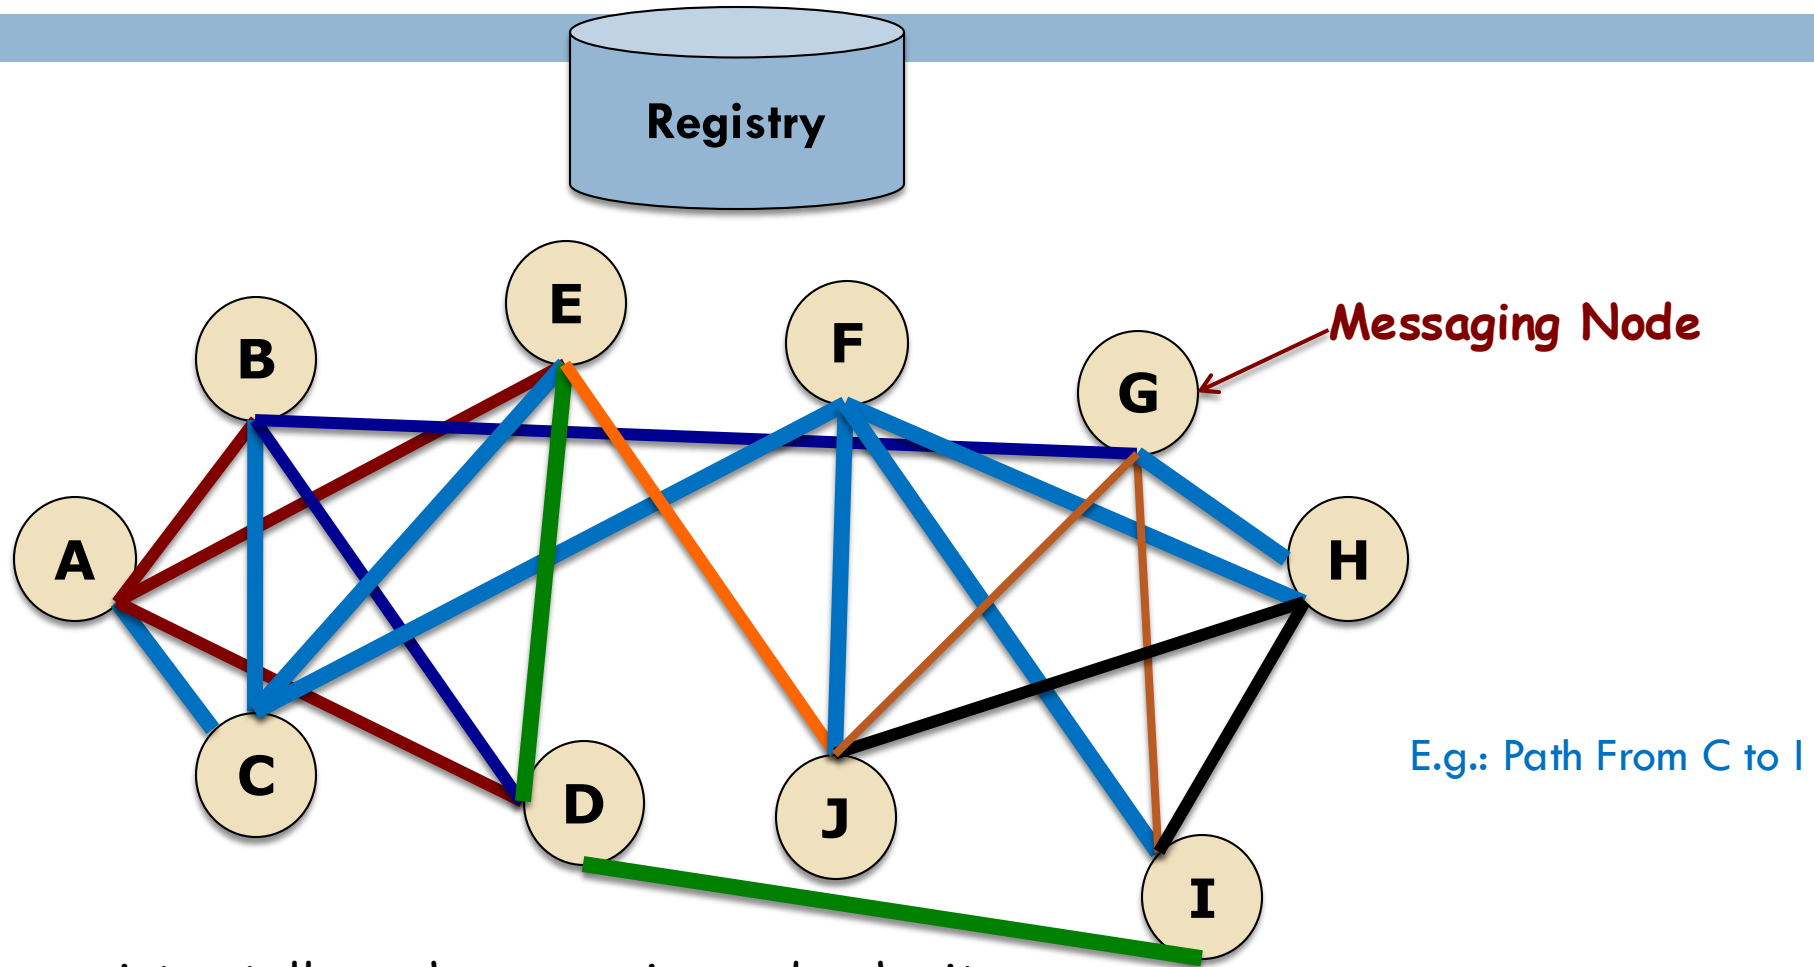 Registry
E
B
F
G
Messaging Node
A
H
C
D
J
E.g.: Path From C to I
I